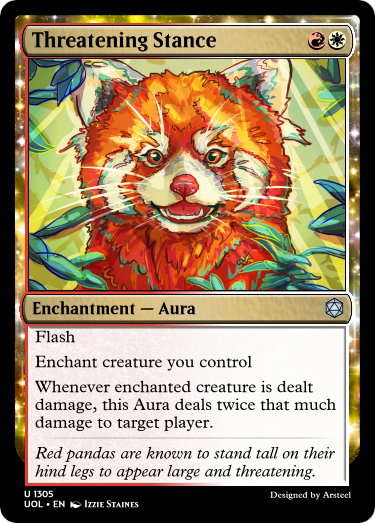 Threatening Stance
Enchantment — Aura
Flash
Enchant creature you control
Whenever enchanted creature is dealt
damage, this Aura deals twice that much
damage to target player.
Red pandas are known to stand tall on their
hind legs to appear large and threatening.
U 1305
UOL • EN Izzie Staines
Designed by Arsteel